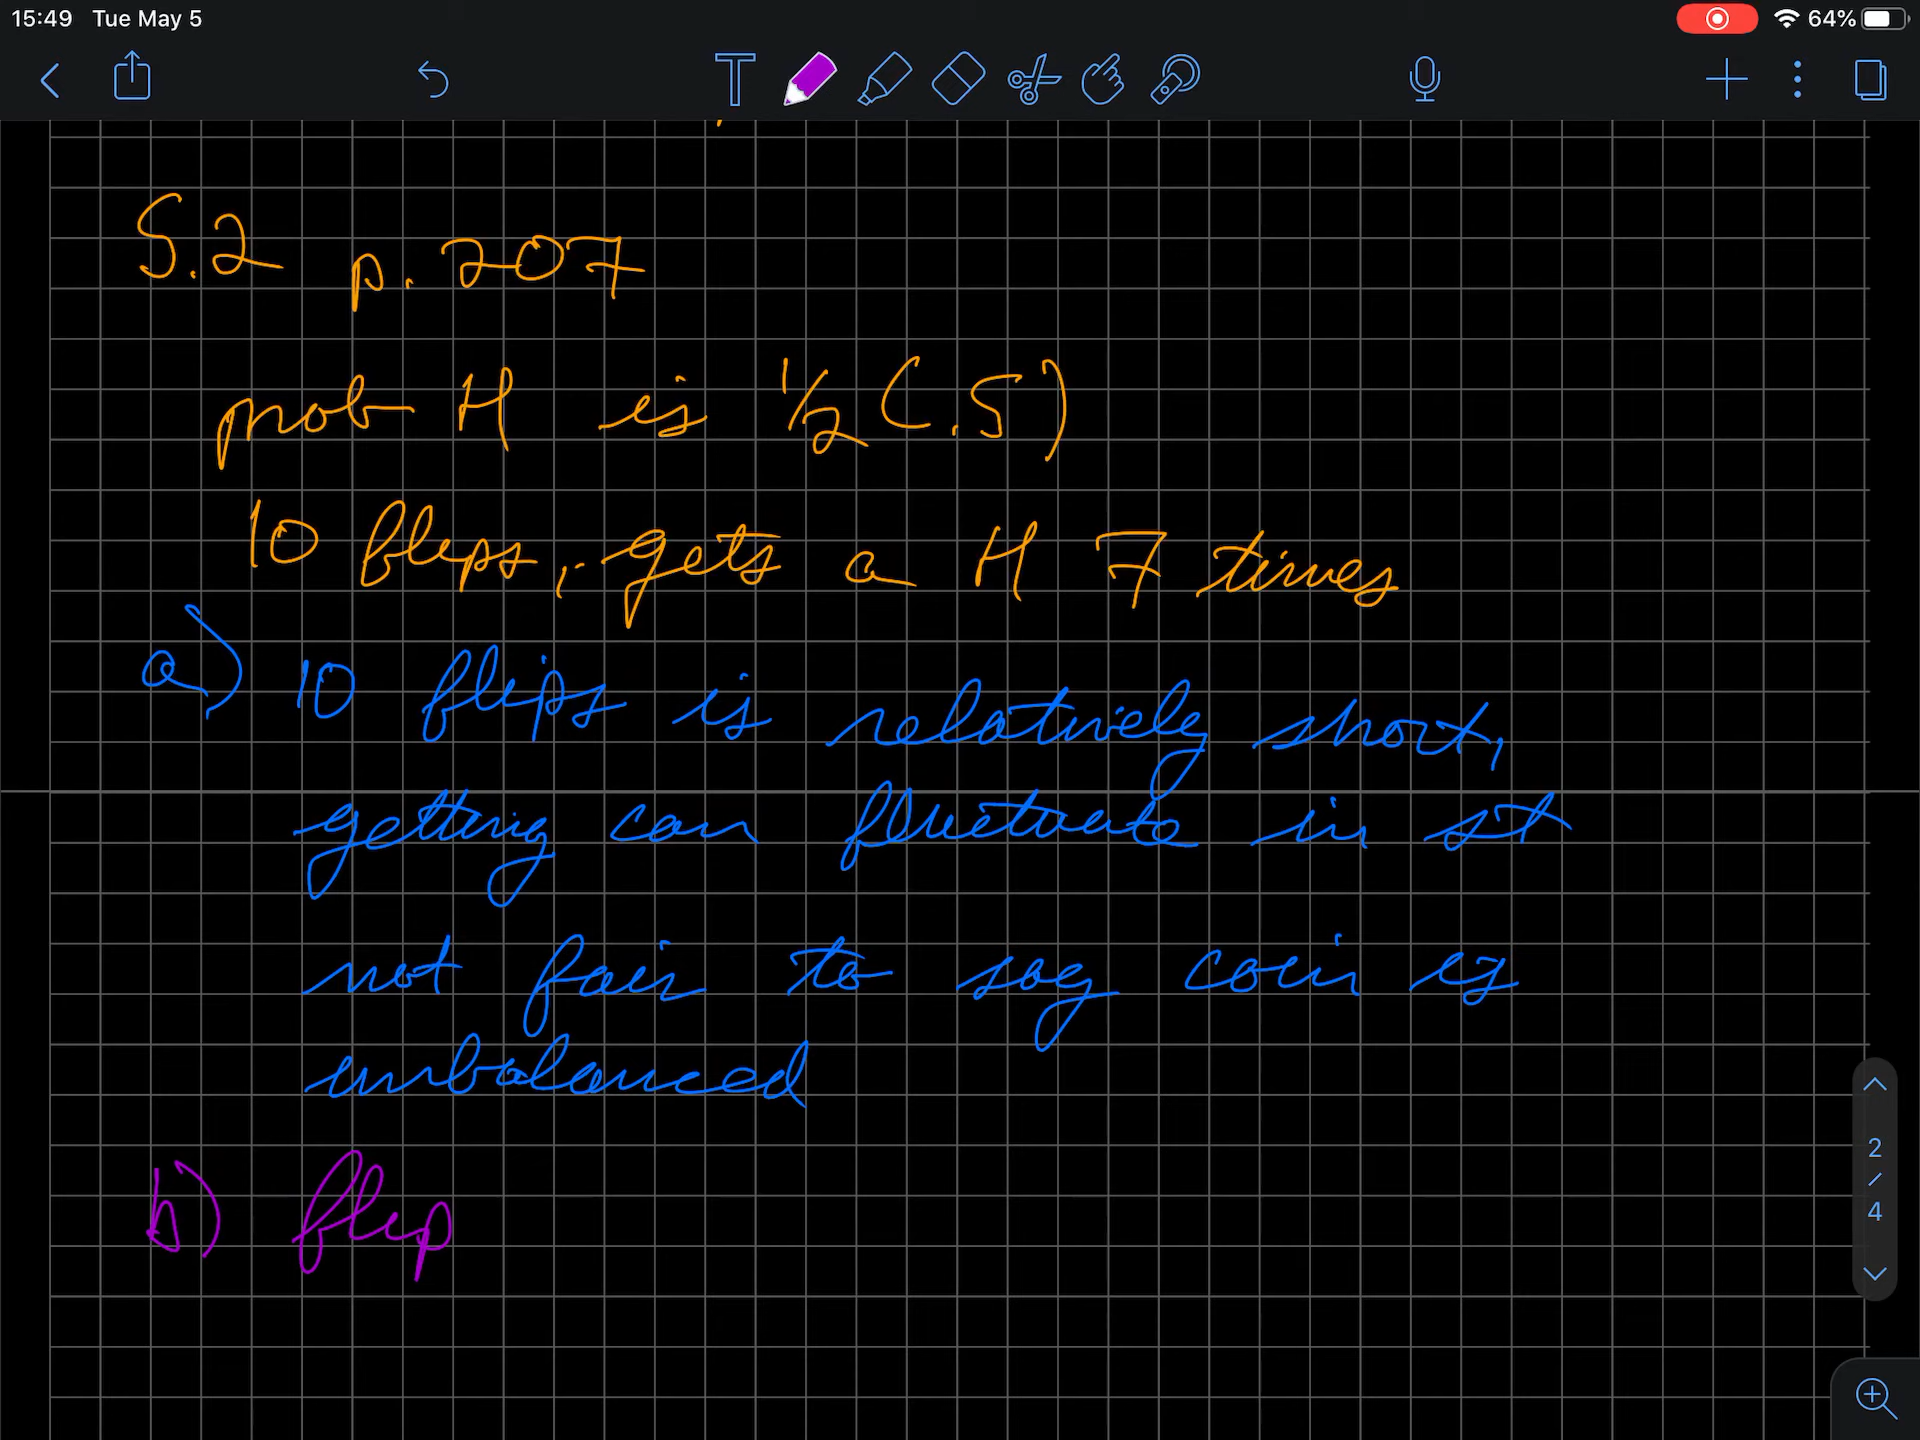 15:49 Tue May 5
64%
5.2 p. 207
prob H is 1/2 (.5)
10 flips, gets a H 7 times
a) 10 flips is relatively short,
getting can fluctuate in st
not fair to say coin is
unbalanced
b) flip
2
/
4